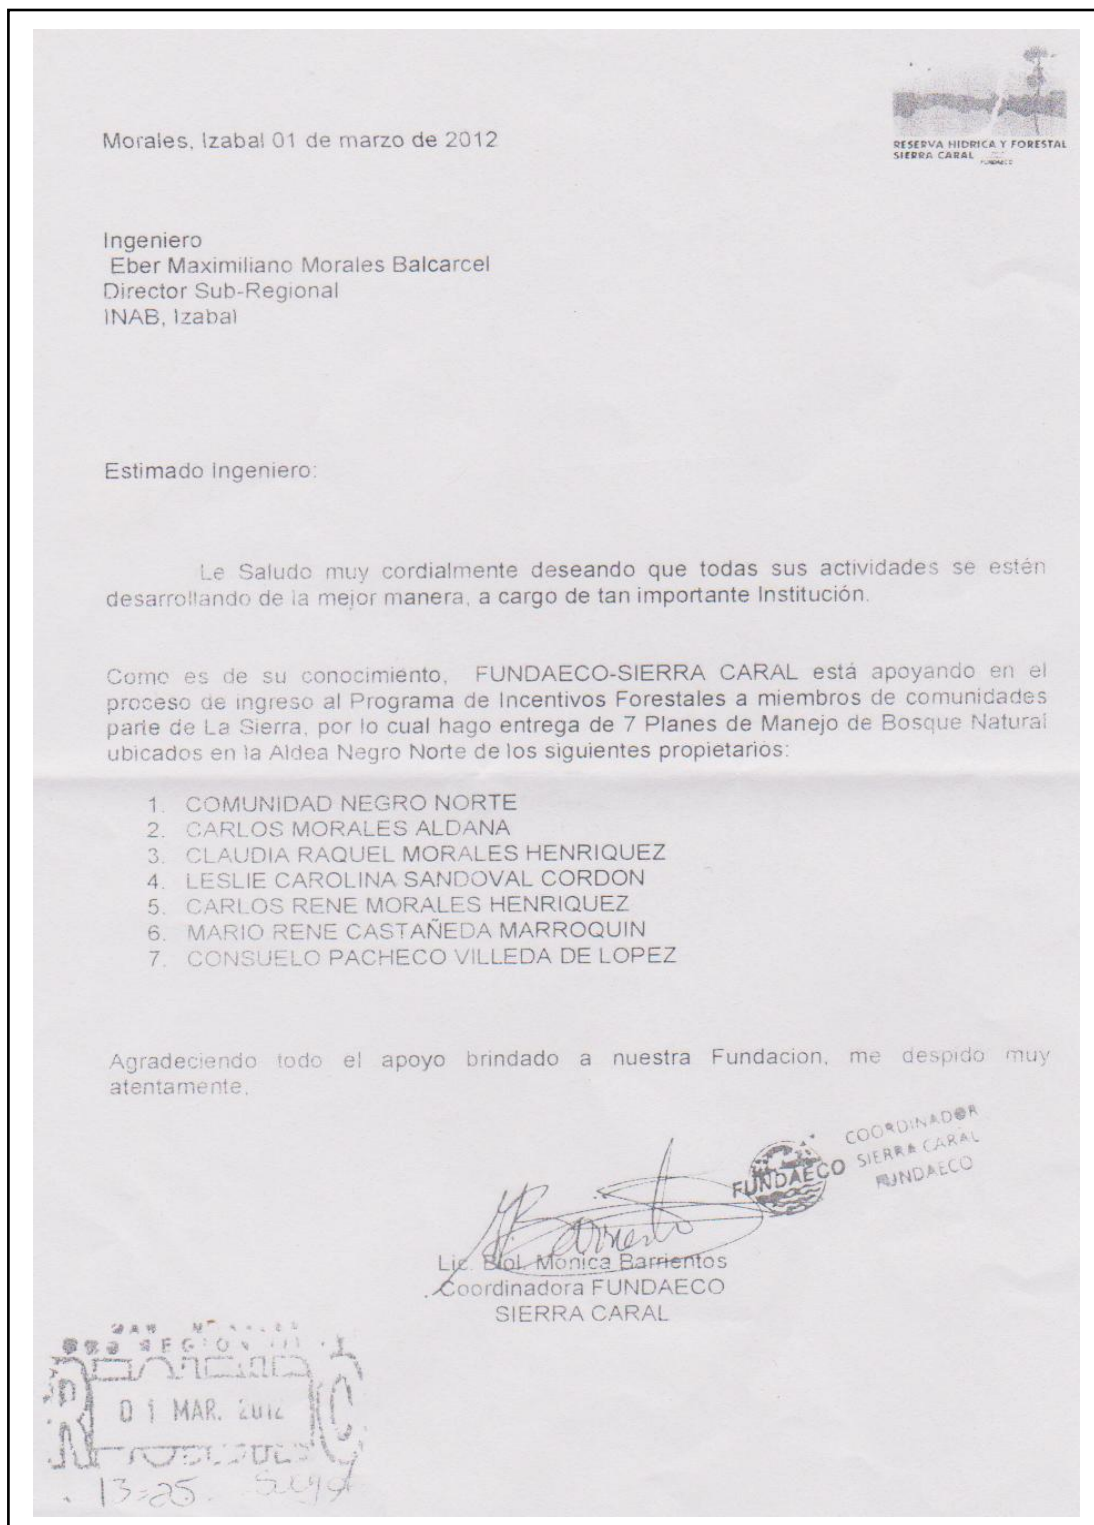 RESERVA HIDRICA Y FORESTAL
SIERRA CARAL
FUNDAECO
Morales, Izabal 01 de marzo de 2012
Ingeniero
Eber Maximiliano Morales Balcarcel
Director Sub-Regional
INAB, Izabal
Estimado Ingeniero:
Le Saludo muy cordialmente deseando que todas sus actividades se estén
desarrollando de la mejor manera, a cargo de tan importante Institución.
Como es de su conocimiento, FUNDAECO-SIERRA CARAL está apoyando en el
proceso de ingreso al Programa de Incentivos Forestales a miembros de comunidades
parte de La Sierra, por lo cual hago entrega de 7 Planes de Manejo de Bosque Natural
ubicados en la Aldea Negro Norte de los siguientes propietarios:
1. COMUNIDAD NEGRO NORTE
2. CARLOS MORALES ALDANA
3. CLAUDIA RAQUEL MORALES HENRIQUEZ
4. LESLIE CAROLINA SANDOVAL CORDON
5. CARLOS RENE MORALES HENRIQUEZ
6. MARIO RENE CASTAÑEDA MARROQUIN
7. CONSUELO PACHECO VILLEDA DE LOPEZ
Agradeciendo todo el apoyo brindado a nuestra Fundacion, me despido muy
atentamente,
COORDINADOR
SIERRA CARAL
FUNDAECO
FUNDAECO
MBarrientos
Lic. Biol. Mónica Barrientos
Coordinadora FUNDAECO
SIERRA CARAL
SUB REGION III
01 MAR. 2012
13:25